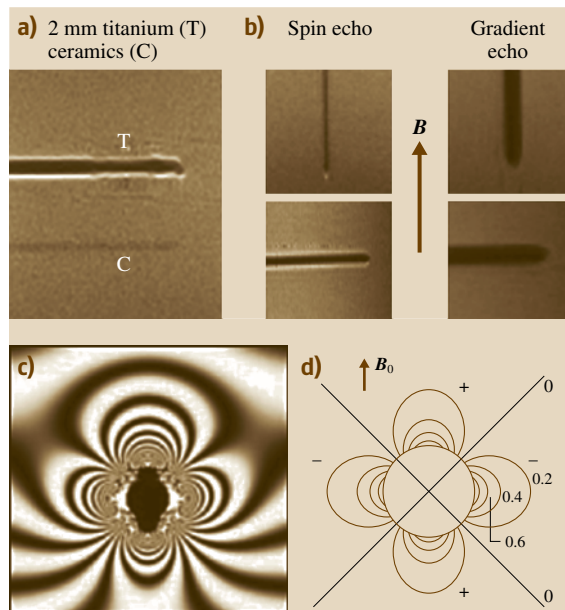 a) 2 mm titanium (T)
ceramics (C)
T
C
b) Spin echo
Gradient
echo
B
c)
d)
B0
+
0
–
–
0.2
0.4
0.6
+
0